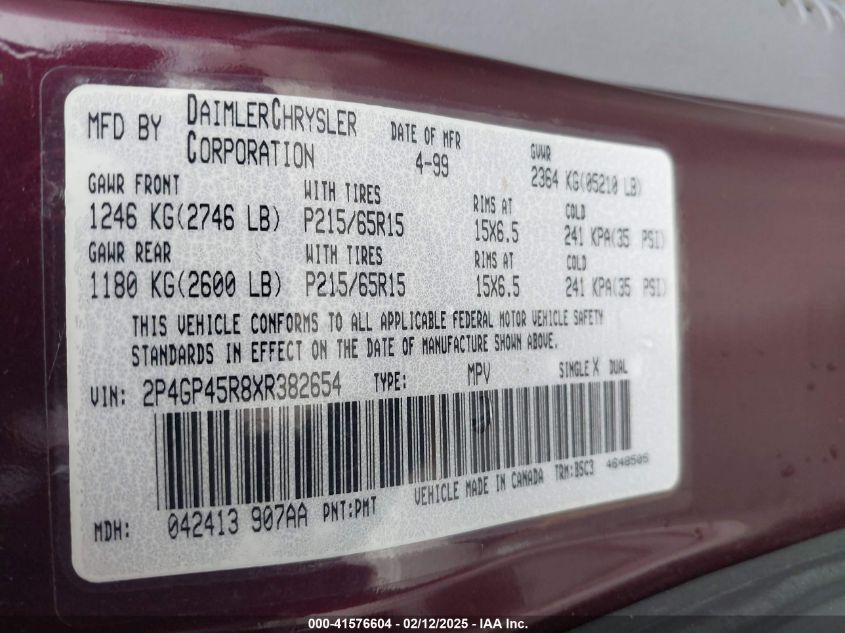 MFD BY DAIMLERCHRYSLER CORPORATION
DATE OF MFR 4-99
GVWR 2364 KG(05210 LB)
GAWR FRONT WITH TIRES RIMS AT COLD
1246 KG(2746 LB) P215/65R15 15X6.5 241 KPA(35 PSI)
GAWR REAR WITH TIRES RIMS AT COLD
1180 KG(2600 LB) P215/65R15 15X6.5 241 KPA(35 PSI)
THIS VEHICLE CONFORMS TO ALL APPLICABLE FEDERAL MOTOR VEHICLE SAFETY
STANDARDS IN EFFECT ON THE DATE OF MANUFACTURE SHOWN ABOVE.
VIN: 2P4GP45R8XR382654 TYPE: MPV SINGLE X DUAL
MDH: 042413 907AA PNT:PMT VEHICLE MADE IN CANADA TRM:BSC3 4648505
000-41576604 - 02/12/2025 - IAA Inc.